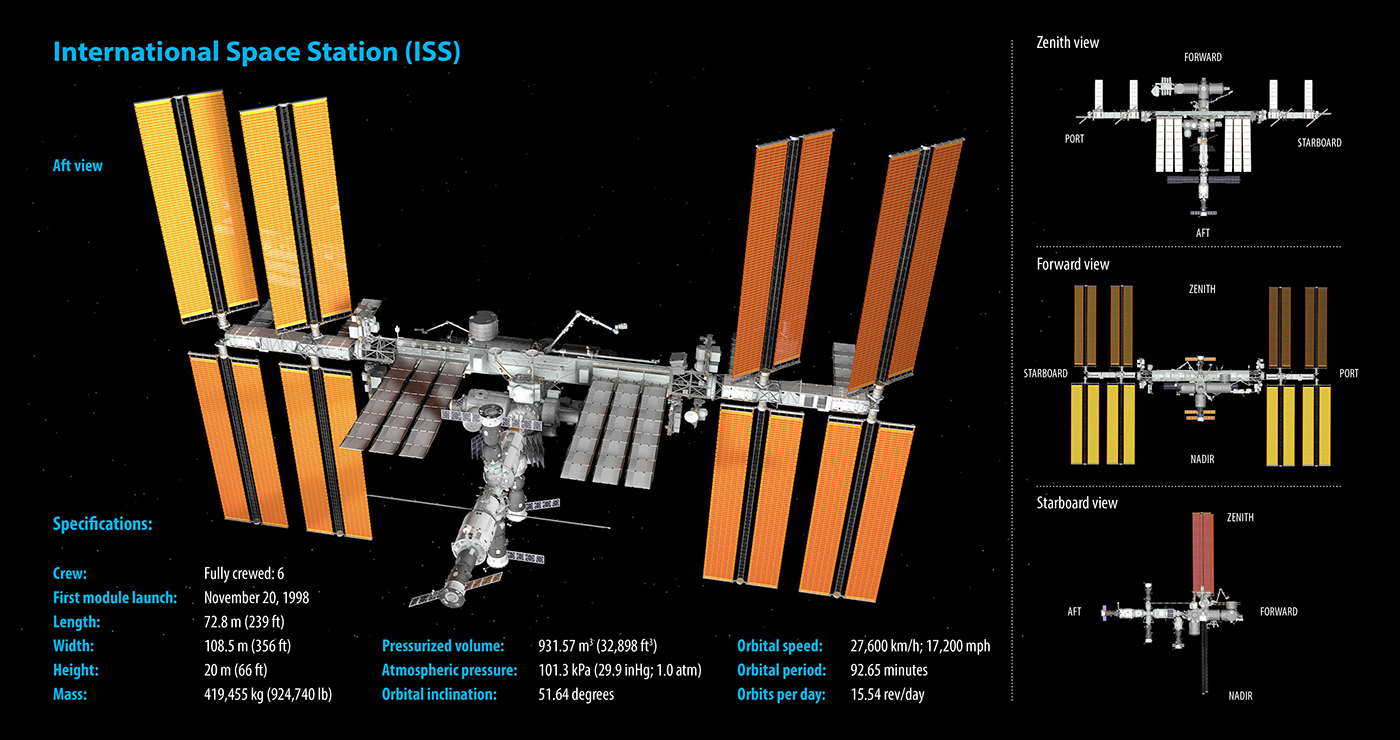 International Space Station (ISS)
Aft view
Specifications:
Crew: Fully crewed: 6
First module launch: November 20, 1998
Length: 72.8 m (239 ft)
Width: 108.5 m (356 ft)
Height: 20 m (66 ft)
Mass: 419,455 kg (924,740 lb)
Pressurized volume: 931.57 m³ (32,898 ft³)
Atmospheric pressure: 101.3 kPa (29.9 inHg; 1.0 atm)
Orbital inclination: 51.64 degrees
Orbital speed: 27,600 km/h; 17,200 mph
Orbital period: 92.65 minutes
Orbits per day: 15.54 rev/day
Zenith view
FORWARD
PORT
STARBOARD
AFT
Forward view
ZENITH
STARBOARD
PORT
NADIR
Starboard view
ZENITH
AFT
FORWARD
NADIR